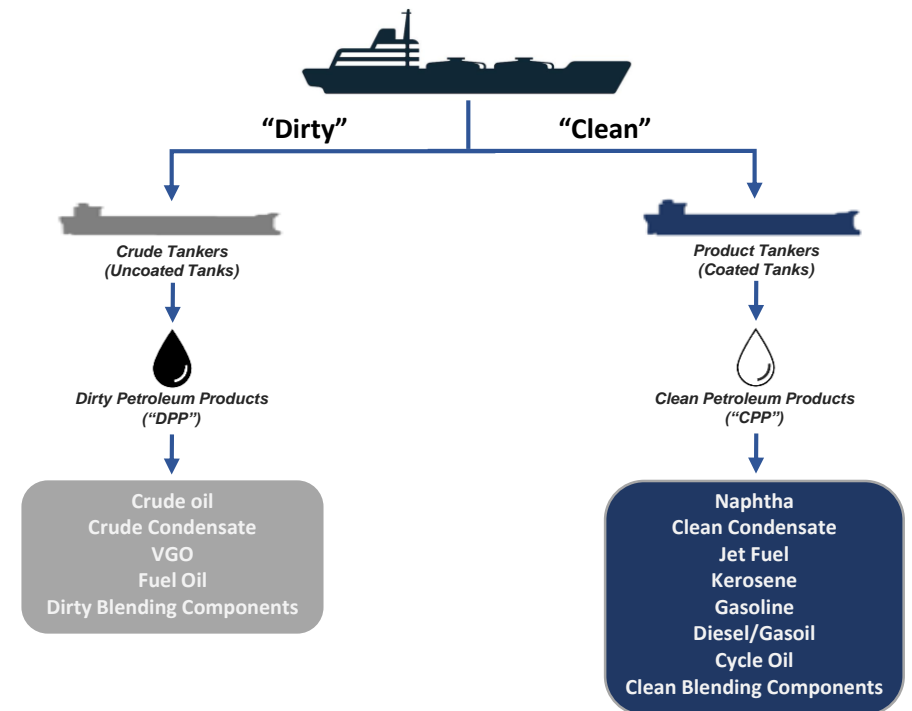 “Dirty”
“Clean”
Crude Tankers
(Uncoated Tanks)
Product Tankers
(Coated Tanks)
Dirty Petroleum Products
(“DPP”)
Clean Petroleum Products
(“CPP”)
Crude oil
Crude Condensate
VGO
Fuel Oil
Dirty Blending Components
Naphtha
Clean Condensate
Jet Fuel
Kerosene
Gasoline
Diesel/Gasoil
Cycle Oil
Clean Blending Components